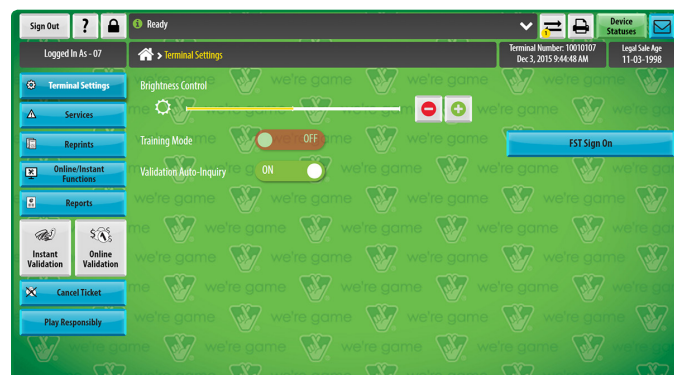 Sign Out
?
Ready
Device
Statuses
Logged In As - 07
> Terminal Settings
Terminal Number: 10010107
Dec 3, 2015 9:44:48 AM
Legal Sale Age
11-03-1998
Terminal Settings
Brightness Control
Services
Training Mode
OFF
Reprints
FST Sign On
Online/Instant
Functions
Validation Auto-Inquiry
ON
Reports
Instant
Validation
Online
Validation
Cancel Ticket
Play Responsibly
we're game